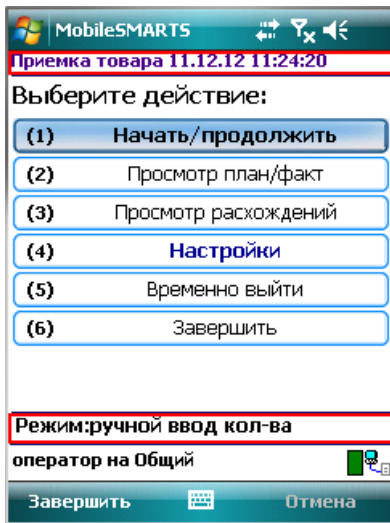 MobileSMARTS
Приемка товара 11.12.12 11:24:20
Выберите действие:
(1) Начать/продолжить
(2) Просмотр план/факт
(3) Просмотр расхождений
(4) Настройки
(5) Временно выйти
(6) Завершить
Режим:ручной ввод кол-ва
оператор на Общий
Завершить Отмена